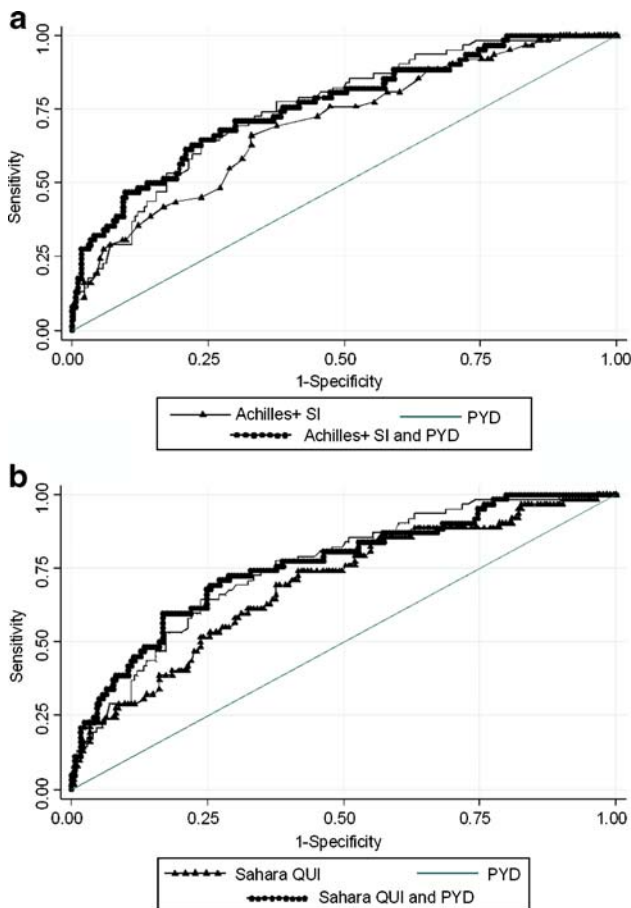 a
1.00
0.75
0.50
0.25
0.00
Sensitivity
0.00 0.25 0.50 0.75 1.00
1-Specificity
Achilles+ SI PYD
Achilles+ SI and PYD
b
1.00
0.75
0.50
0.25
0.00
Sensitivity
0.00 0.25 0.50 0.75 1.00
1-Specificity
Sahara QUI PYD
Sahara QUI and PYD